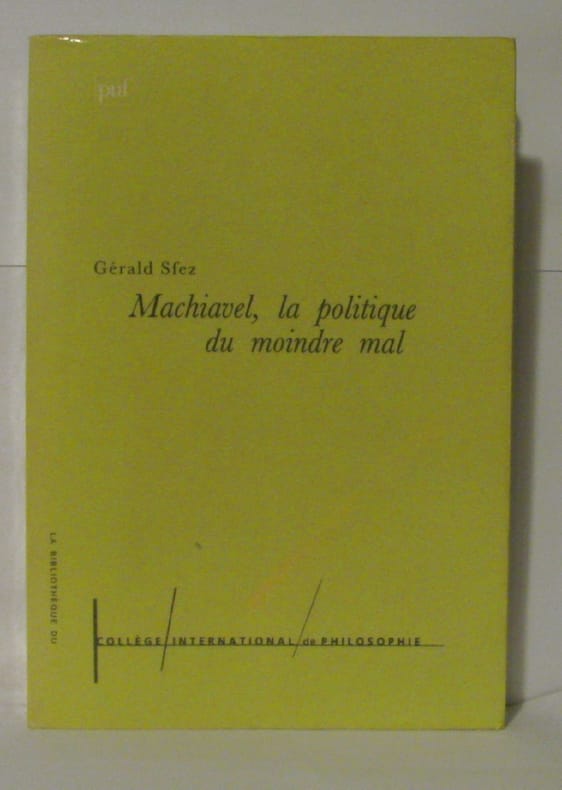 puf
Gérald Sfez
Machiavel, la politique
du moindre mal
LA BIBLIOTHÈQUE DU
COLLÈGE INTERNATIONAL de PHILOSOPHIE